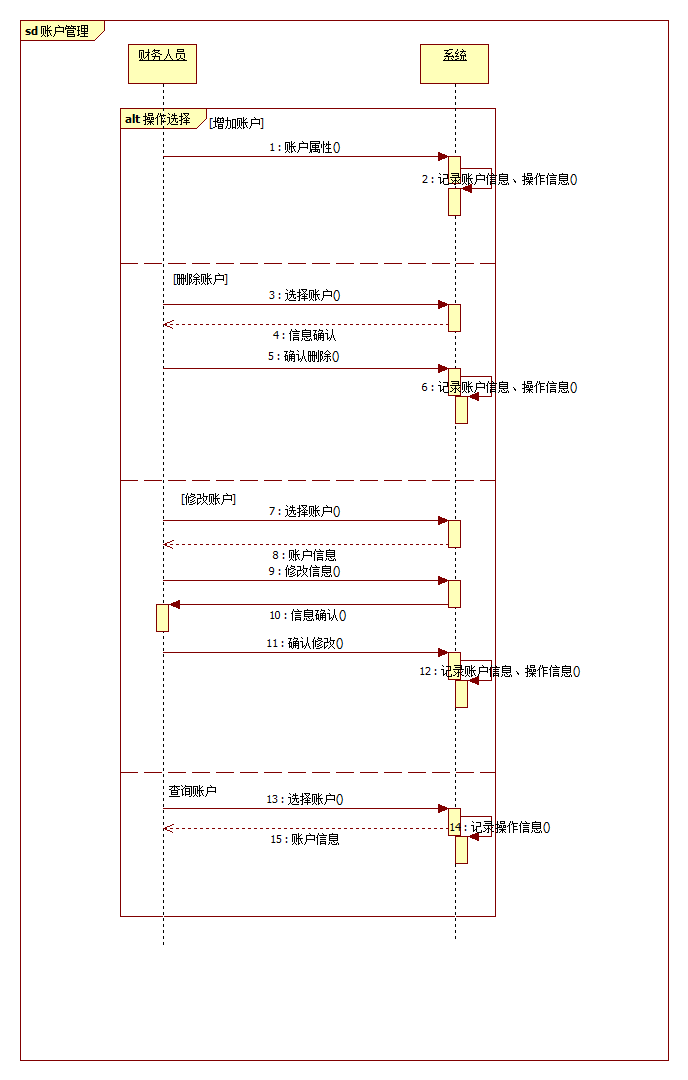 sd 账户管理
财务人员
系统
alt 操作选择
[增加账户]
1 : 账户属性()
2 : 记录账户信息、操作信息()
[删除账户]
3 : 选择账户()
4 : 信息确认
5 : 确认删除()
6 : 记录账户信息、操作信息()
[修改账户]
7 : 选择账户()
8 : 账户信息
9 : 修改信息()
10 : 信息确认()
11 : 确认修改()
12 : 记录账户信息、操作信息()
查询账户
13 : 选择账户()
14 : 记录操作信息()
15 : 账户信息